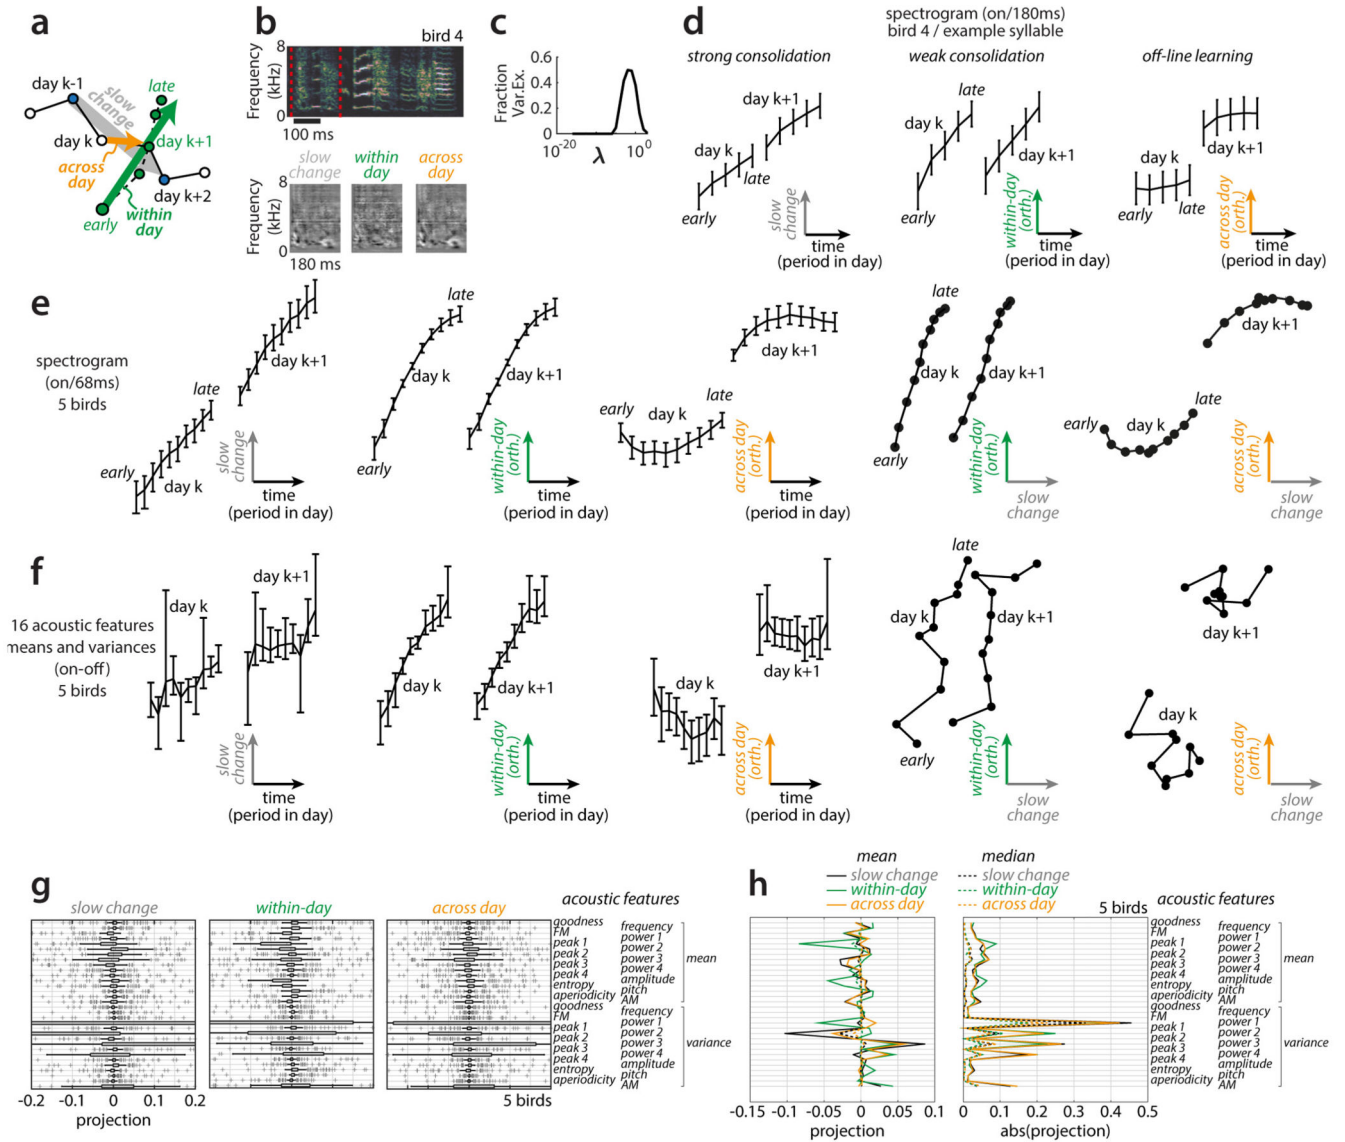 a
day k-1
slow
change
late
day k
day k+1
across
day
day k+2
within
day
early
b
bird 4
Frequency
(kHz)
8
0
100 ms
slow
change
within
day
across
day
Frequency
(kHz)
8
0
180 ms
c
Fraction
Var.Ex.
0.6
0.4
0.2
0
10-20
λ
100
d
spectrogram (on/180ms)
bird 4 / example syllable
strong consolidation
weak consolidation
off-line learning
day k+1
day k
late
early
slow
change
time
(period in day)
late
day k
day k+1
early
within-day
(orth.)
time
(period in day)
day k+1
day k
early
late
across day
(orth.)
time
(period in day)
e
spectrogram
(on/68ms)
5 birds
late
day k+1
early
day k
slow
change
time
(period in day)
late
day k
day k+1
early
within-day
(orth.)
time
(period in day)
day k+1
early
day k
late
across day
(orth.)
time
(period in day)
late
day k
day k+1
early
within-day
(orth.)
slow
change
day k+1
early
day k
late
across day
(orth.)
slow
change
f
16 acoustic features
means and variances
(on-off)
5 birds
day k
day k+1
slow
change
time
(period in day)
day k
day k+1
within-day
(orth.)
time
(period in day)
day k
day k+1
across day
(orth.)
time
(period in day)
late
day k
day k+1
early
within-day
(orth.)
slow
change
day k+1
day k
across day
(orth.)
slow
change
g
slow change
within-day
across day
acoustic features
goodness
frequency
FM
power 1
peak 1
power 2
peak 2
power 3
peak 3
power 4
peak 4
amplitude
entropy
pitch
aperiodicity
AM
mean
goodness
frequency
FM
power 1
peak 1
power 2
peak 2
power 3
peak 3
power 4
peak 4
amplitude
entropy
pitch
aperiodicity
AM
variance
-0.2
-0.1
0
0.1
0.2
projection
5 birds
h
mean
slow change
within-day
across day
median
slow change
within-day
across day
5 birds
acoustic features
goodness
frequency
FM
power 1
peak 1
power 2
peak 2
power 3
peak 3
power 4
peak 4
amplitude
entropy
pitch
aperiodicity
AM
mean
goodness
frequency
FM
power 1
peak 1
power 2
peak 2
power 3
peak 3
power 4
peak 4
amplitude
entropy
pitch
aperiodicity
AM
variance
-0.15
-0.1
-0.05
0
0.05
0.1
projection
0
0.1
0.2
0.3
0.4
0.5
abs(projection)